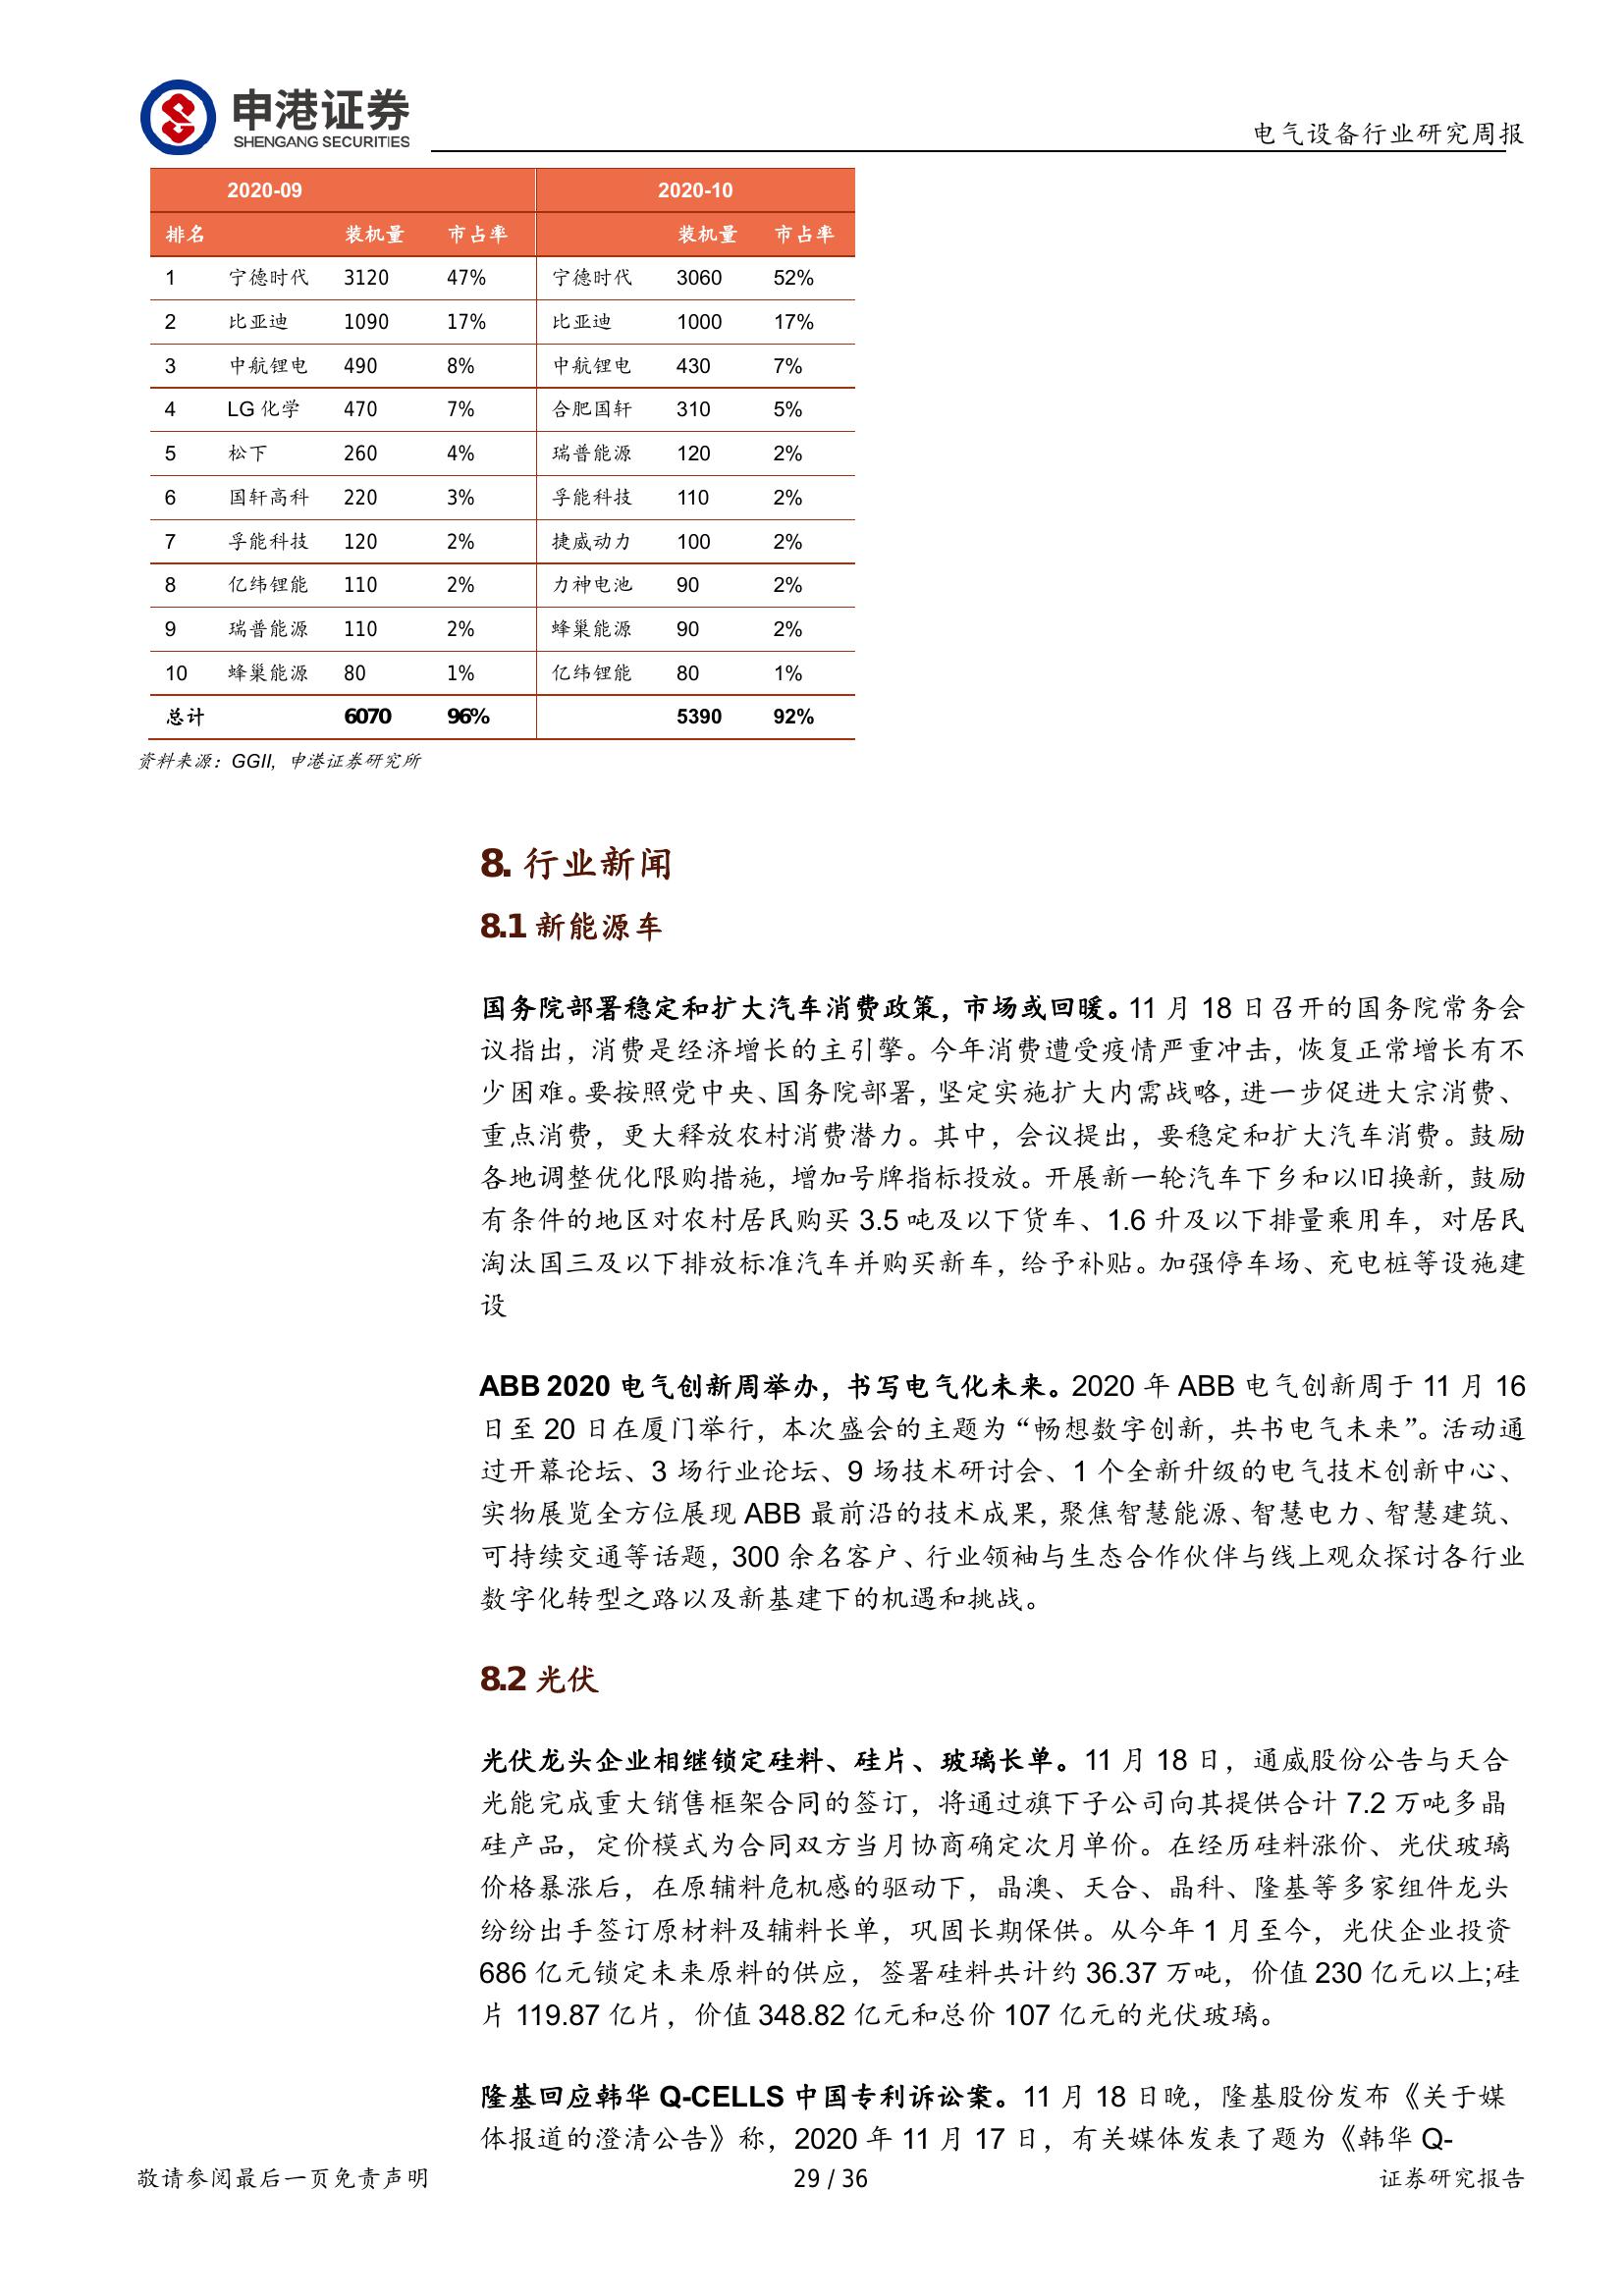 申港证券
SHENGANG SECURITIES
电气设备行业研究周报
2020-09 2020-10
排名 装机量 市占率 装机量 市占率
1 宁德时代 3120 47% 宁德时代 3060 52%
2 比亚迪 1090 17% 比亚迪 1000 17%
3 中航锂电 490 8% 中航锂电 430 7%
4 LG 化学 470 7% 合肥国轩 310 5%
5 松下 260 4% 瑞普能源 120 2%
6 国轩高科 220 3% 孚能科技 110 2%
7 孚能科技 120 2% 捷威动力 100 2%
8 亿纬锂能 110 2% 力神电池 90 2%
9 瑞普能源 110 2% 蜂巢能源 90 2%
10 蜂巢能源 80 1% 亿纬锂能 80 1%
总计 6070 96% 5390 92%
资料来源：GGII, 申港证券研究所
8. 行业新闻
8.1 新能源车
国务院部署稳定和扩大汽车消费政策，市场或回暖。11 月 18 日召开的国务院常务会
议指出，消费是经济增长的主引擎。今年消费遭受疫情严重冲击，恢复正常增长有不
少困难。要按照党中央、国务院部署，坚定实施扩大内需战略，进一步促进大宗消费、
重点消费，更大释放农村消费潜力。其中，会议提出，要稳定和扩大汽车消费。鼓励
各地调整优化限购措施，增加号牌指标投放。开展新一轮汽车下乡和以旧换新，鼓励
有条件的地区对农村居民购买 3.5 吨及以下货车、1.6 升及以下排量乘用车，对居民
淘汰国三及以下排放标准汽车并购买新车，给予补贴。加强停车场、充电桩等设施建
设
ABB 2020 电气创新周举办，书写电气化未来。2020 年 ABB 电气创新周于 11 月 16
日至 20 日在厦门举行，本次盛会的主题为“畅想数字创新，共书电气未来”。活动通
过开幕论坛、3 场行业论坛、9 场技术研讨会、1 个全新升级的电气技术创新中心、
实物展览全方位展现 ABB 最前沿的技术成果，聚焦智慧能源、智慧电力、智慧建筑、
可持续交通等话题，300 余名客户、行业领袖与生态合作伙伴与线上观众探讨各行业
数字化转型之路以及新基建下的机遇和挑战。
8.2 光伏
光伏龙头企业相继锁定硅料、硅片、玻璃长单。11 月 18 日，通威股份公告与天合
光能完成重大销售框架合同的签订，将通过旗下子公司向其提供合计 7.2 万吨多晶
硅产品，定价模式为合同双方当月协商确定次月单价。在经历硅料涨价、光伏玻璃
价格暴涨后，在原辅料危机感的驱动下，晶澳、天合、晶科、隆基等多家组件龙头
纷纷出手签订原材料及辅料长单，巩固长期保供。从今年 1 月至今，光伏企业投资
686 亿元锁定未来原料的供应，签署硅料共计约 36.37 万吨，价值 230 亿元以上;硅
片 119.87 亿片，价值 348.82 亿元和总价 107 亿元的光伏玻璃。
隆基回应韩华 Q-CELLS 中国专利诉讼案。11 月 18 日晚，隆基股份发布《关于媒
体报道的澄清公告》称，2020 年 11 月 17 日，有关媒体发表了题为《韩华 Q-
敬请参阅最后一页免责声明 29 / 36 证券研究报告